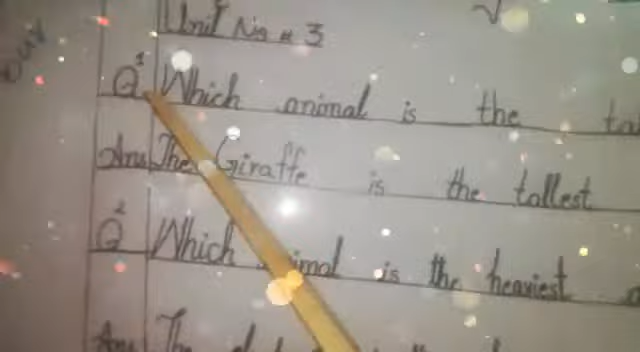 Unit No # 3
Q1 Which animal is the
Ans The Giraffe is the tallest
Q2 Which animal is the heaviest
Ans The